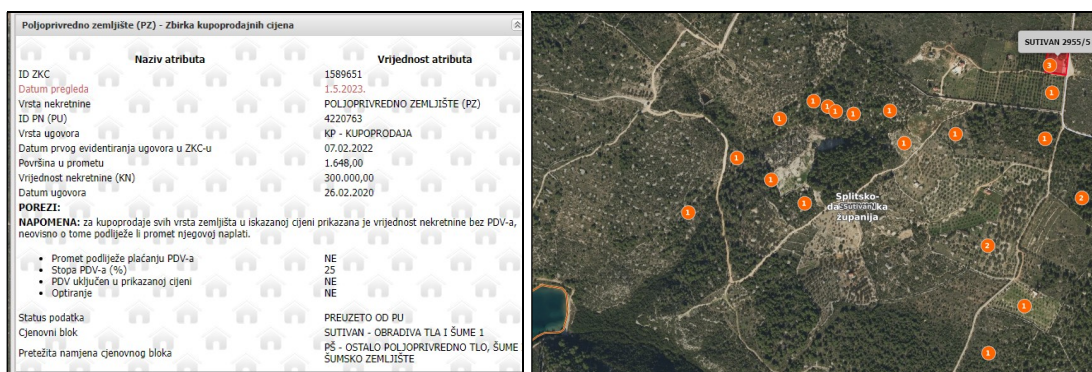 Poljoprivredno zemljište (PZ) - Zbirka kupoprodajnih cijena
Naziv atributa Vrijednost atributa
ID ZKC 1589651
Datum pregleda 1.5.2023.
Vrsta nekretnine POLJOPRIVREDNO ZEMLJIŠTE (PZ)
ID PN (PU) 4220763
Vrsta ugovora KP - KUPOPRODAJA
Datum prvog evidentiranja ugovora u ZKC-u 07.02.2022
Površina u prometu 1.648,00
Vrijednost nekretnine (KN) 300.000,00
Datum ugovora 26.02.2020
POREZI:
NAPOMENA: za kupoprodaje svih vrsta zemljišta u iskazanoj cijeni prikazana je vrijednost nekretnine bez PDV-a,
neovisno o tome podliježe li promet njegovoj naplati.
• Promet podliježe plaćanju PDV-a NE
• Stopa PDV-a (%) 25
• PDV uključen u prikazanoj cijeni NE
• Optiranje NE
Status podatka PREUZETO OD PU
Cjenovni blok SUTIVAN - OBRADIVA TLA I ŠUME 1
Pretežita namjena cjenovnog bloka PŠ - OSTALO POLJOPRIVREDNO TLO, ŠUME
ŠUMSKO ZEMLJIŠTE
SUTIVAN 2955/5
3
1
1
1
1
1
1
1
1
1
1
1
1
1
1
2
Splitsko-
Sutivan
županija
2
1
1